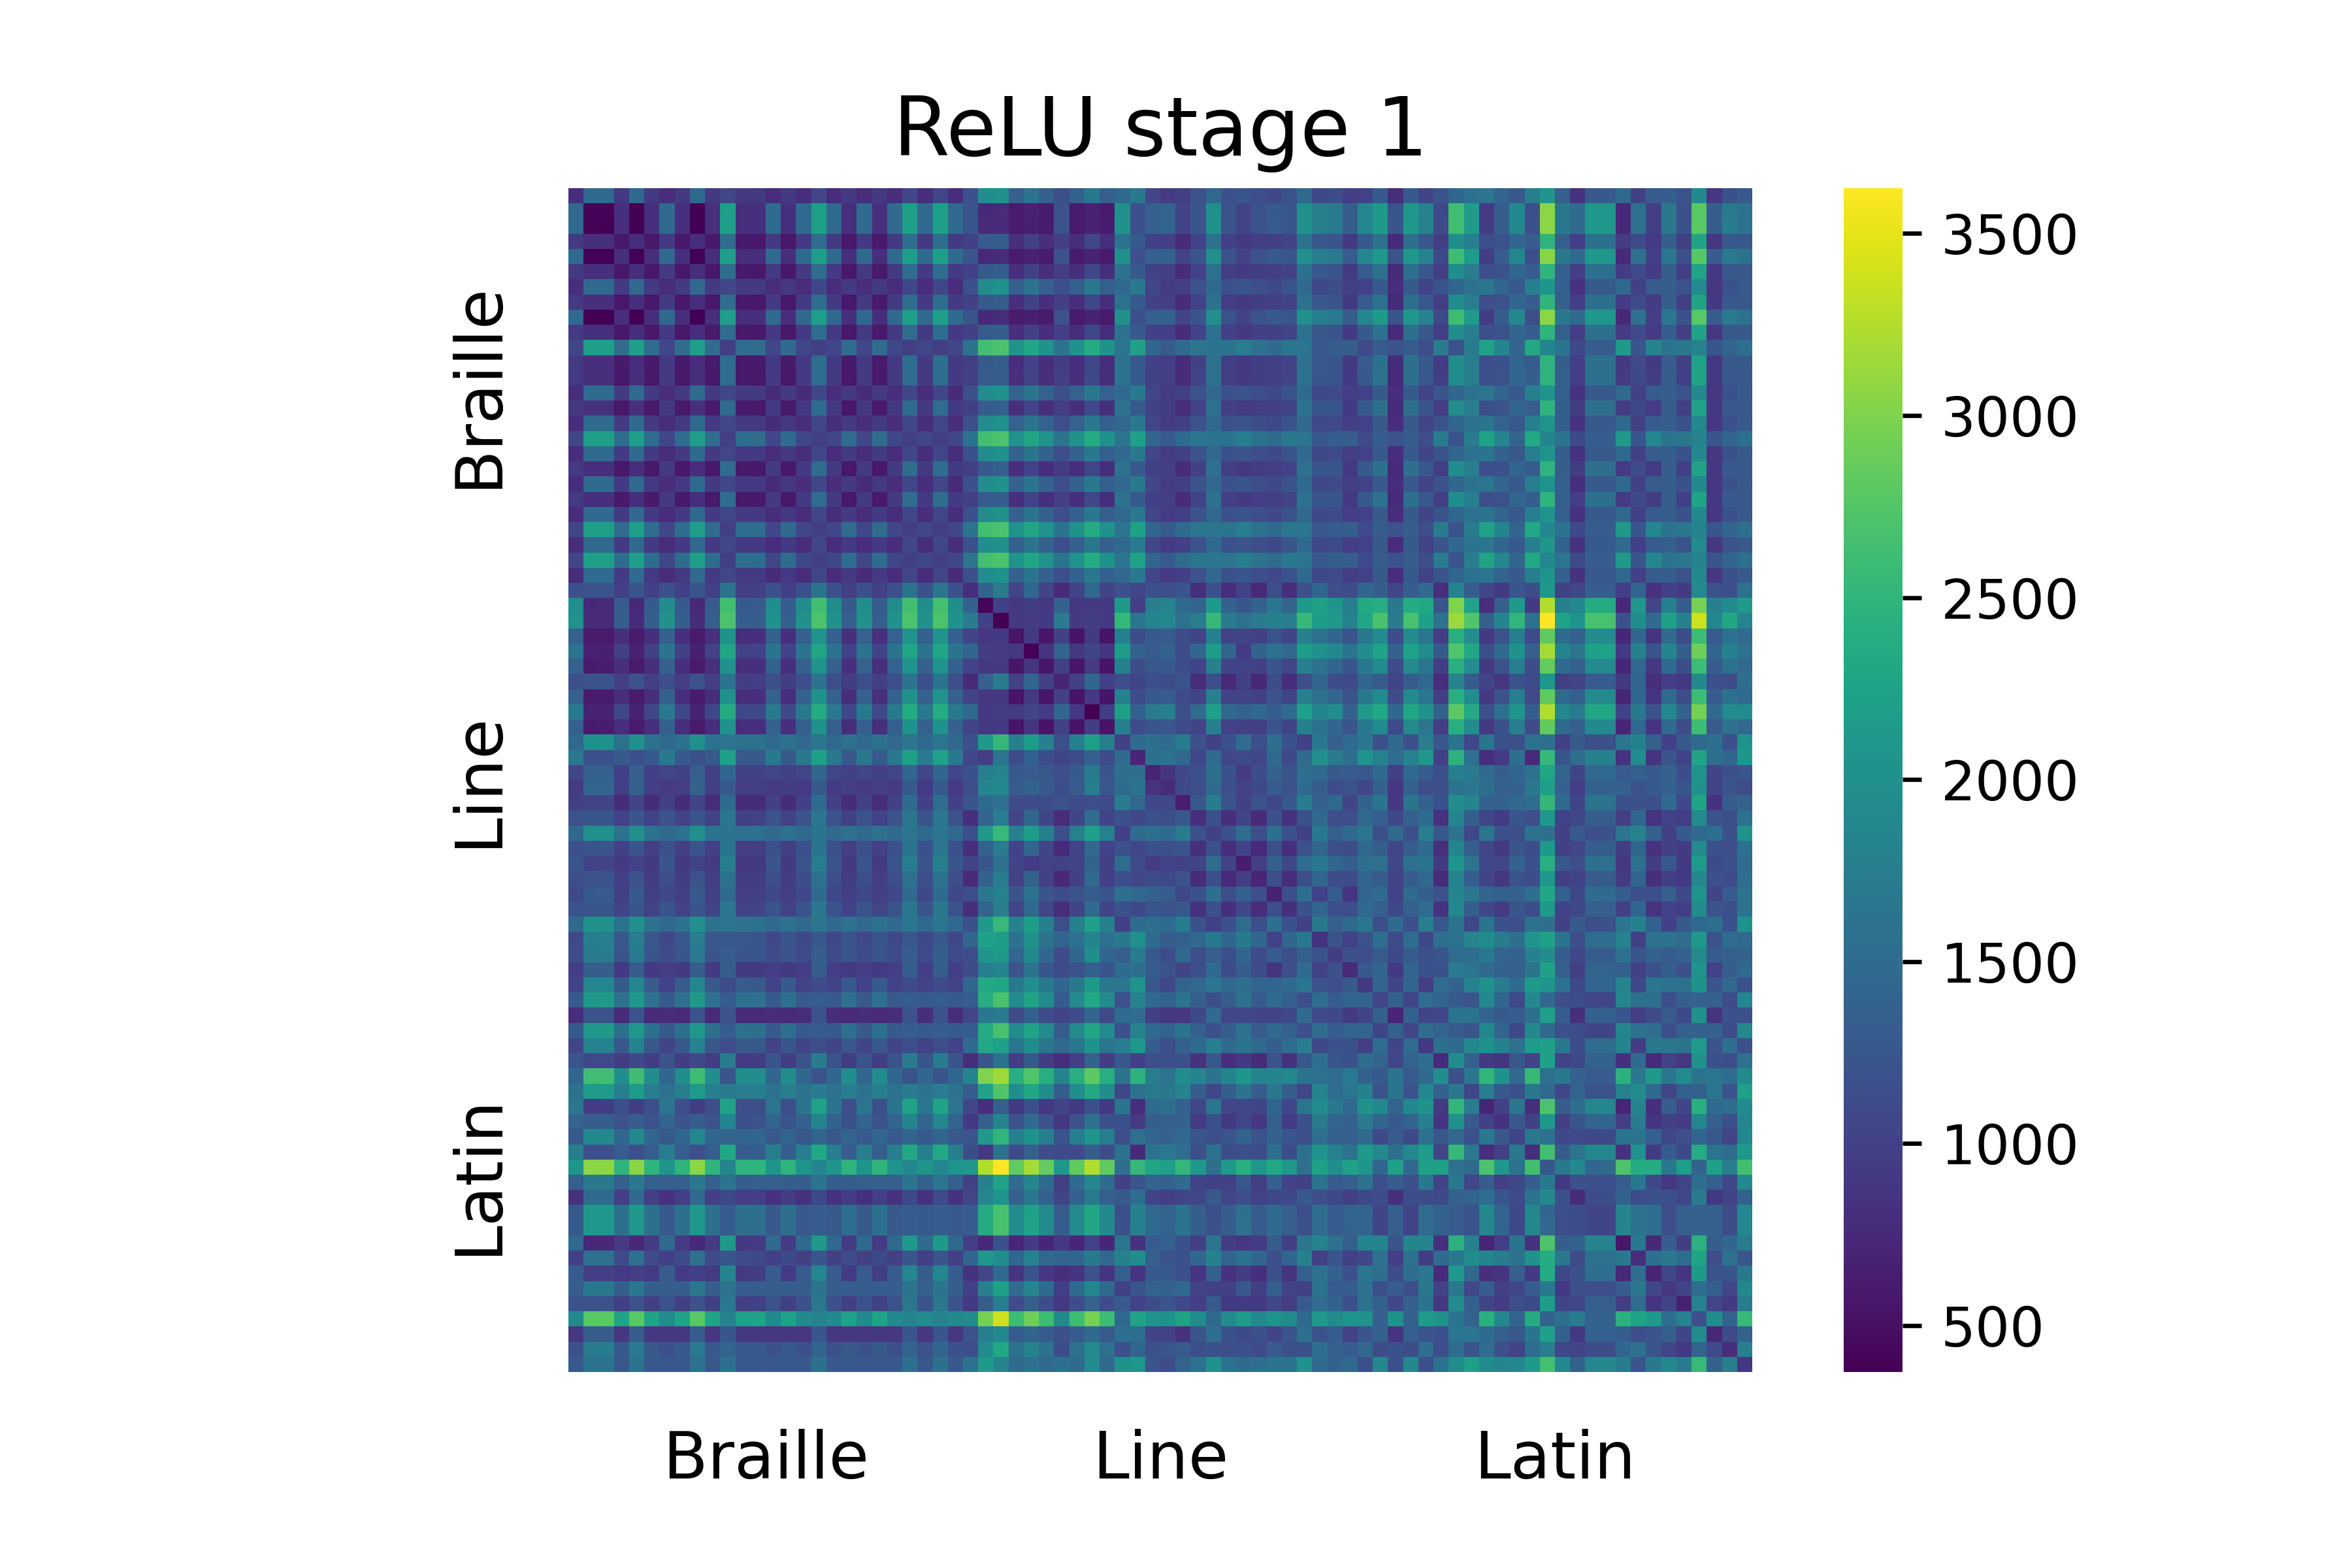 ReLU stage 1
Braille
Line
Latin
Braille Line Latin
3500
3000
2500
2000
1500
1000
500